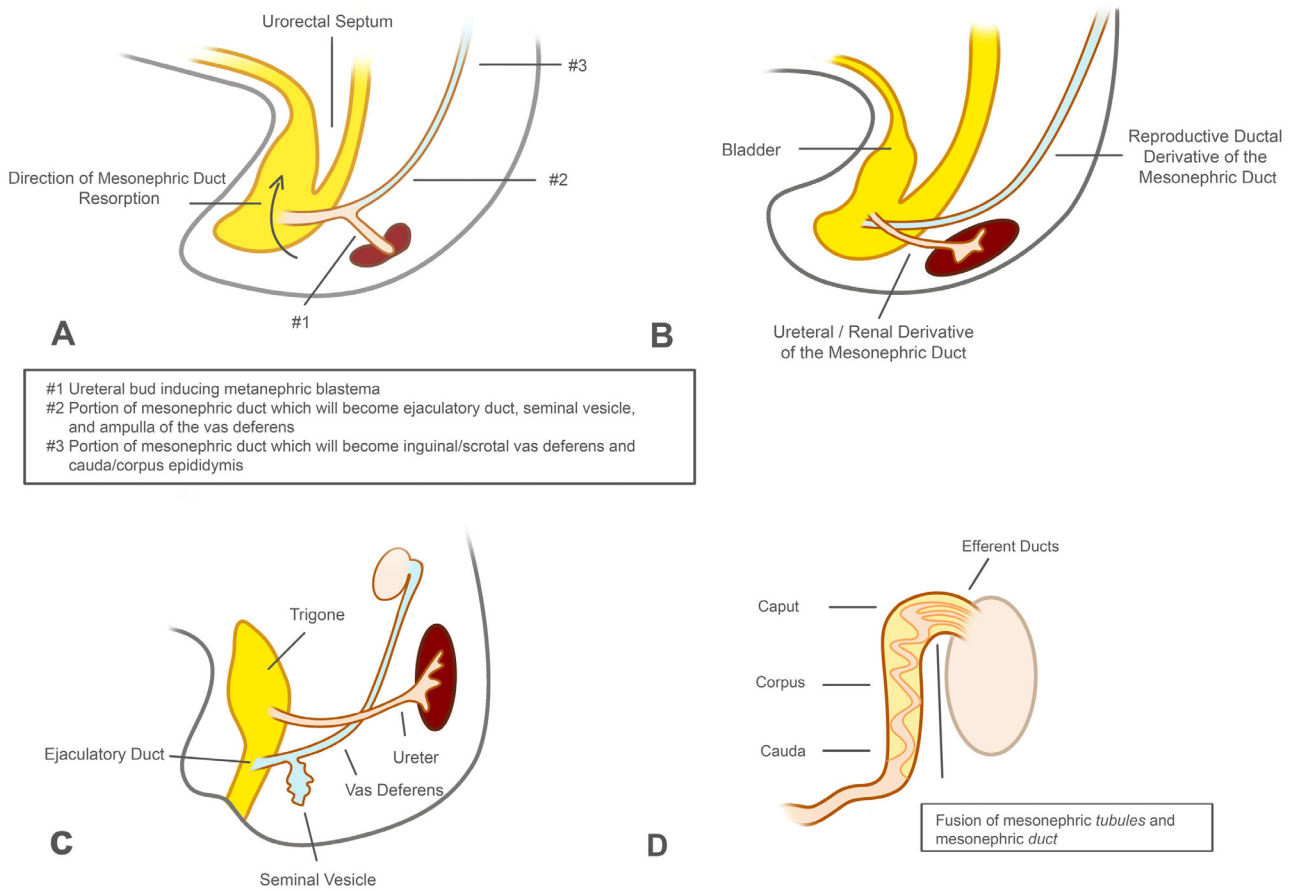 Urorectal Septum
#3
Direction of Mesonephric Duct
Resorption
#2
#1
A
Bladder
Reproductive Ductal
Derivative of the
Mesonephric Duct
Ureteral / Renal Derivative
of the Mesonephric Duct
B
#1 Ureteral bud inducing metanephric blastema
#2 Portion of mesonephric duct which will become ejaculatory duct, seminal vesicle,
and ampulla of the vas deferens
#3 Portion of mesonephric duct which will become inguinal/scrotal vas deferens and
cauda/corpus epididymis
Trigone
Ejaculatory Duct
Ureter
Vas Deferens
Seminal Vesicle
C
Efferent Ducts
Caput
Corpus
Cauda
Fusion of mesonephric tubules and
mesonephric duct
D